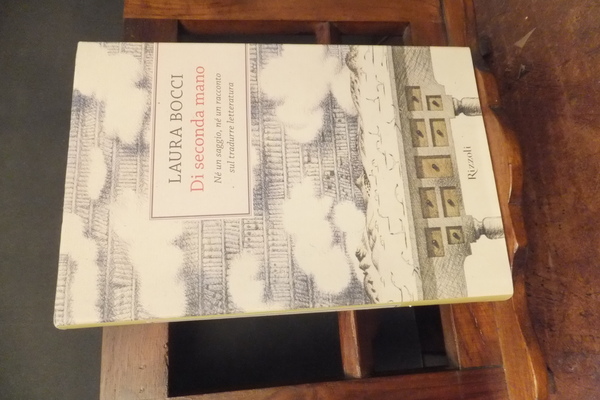 LAURA BOCCI
Di seconda mano
Né un saggio, né un racconto
sul tradurre letteratura
Rizzoli